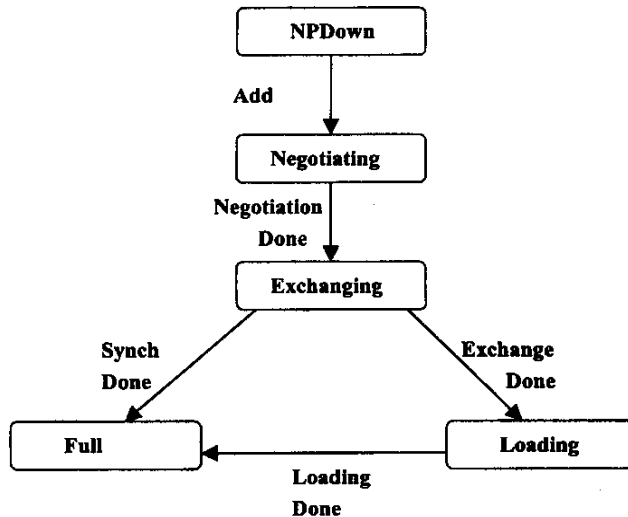 NPDown
Add
Negotiating
Negotiation
Done
Exchanging
Synch
Done
Exchange
Done
Full
Loading
Loading
Done